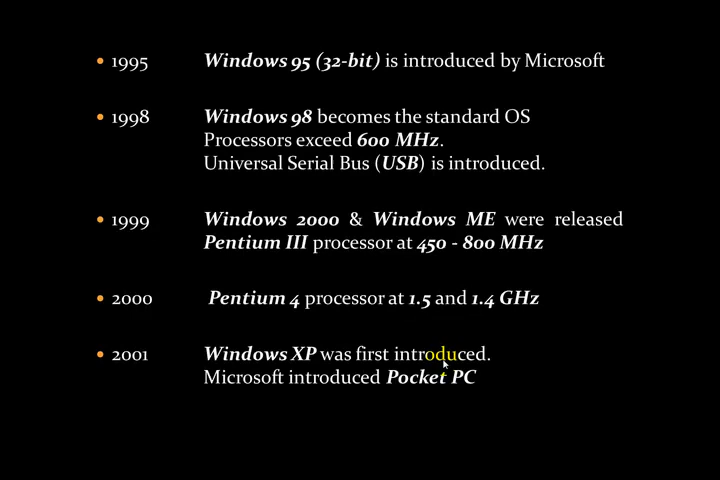 • 1995 Windows 95 (32-bit) is introduced by Microsoft
• 1998 Windows 98 becomes the standard OS
Processors exceed 600 MHz.
Universal Serial Bus (USB) is introduced.
• 1999 Windows 2000 & Windows ME were released
Pentium III processor at 450 - 800 MHz
• 2000 Pentium 4 processor at 1.5 and 1.4 GHz
• 2001 Windows XP was first introduced.
Microsoft introduced Pocket PC